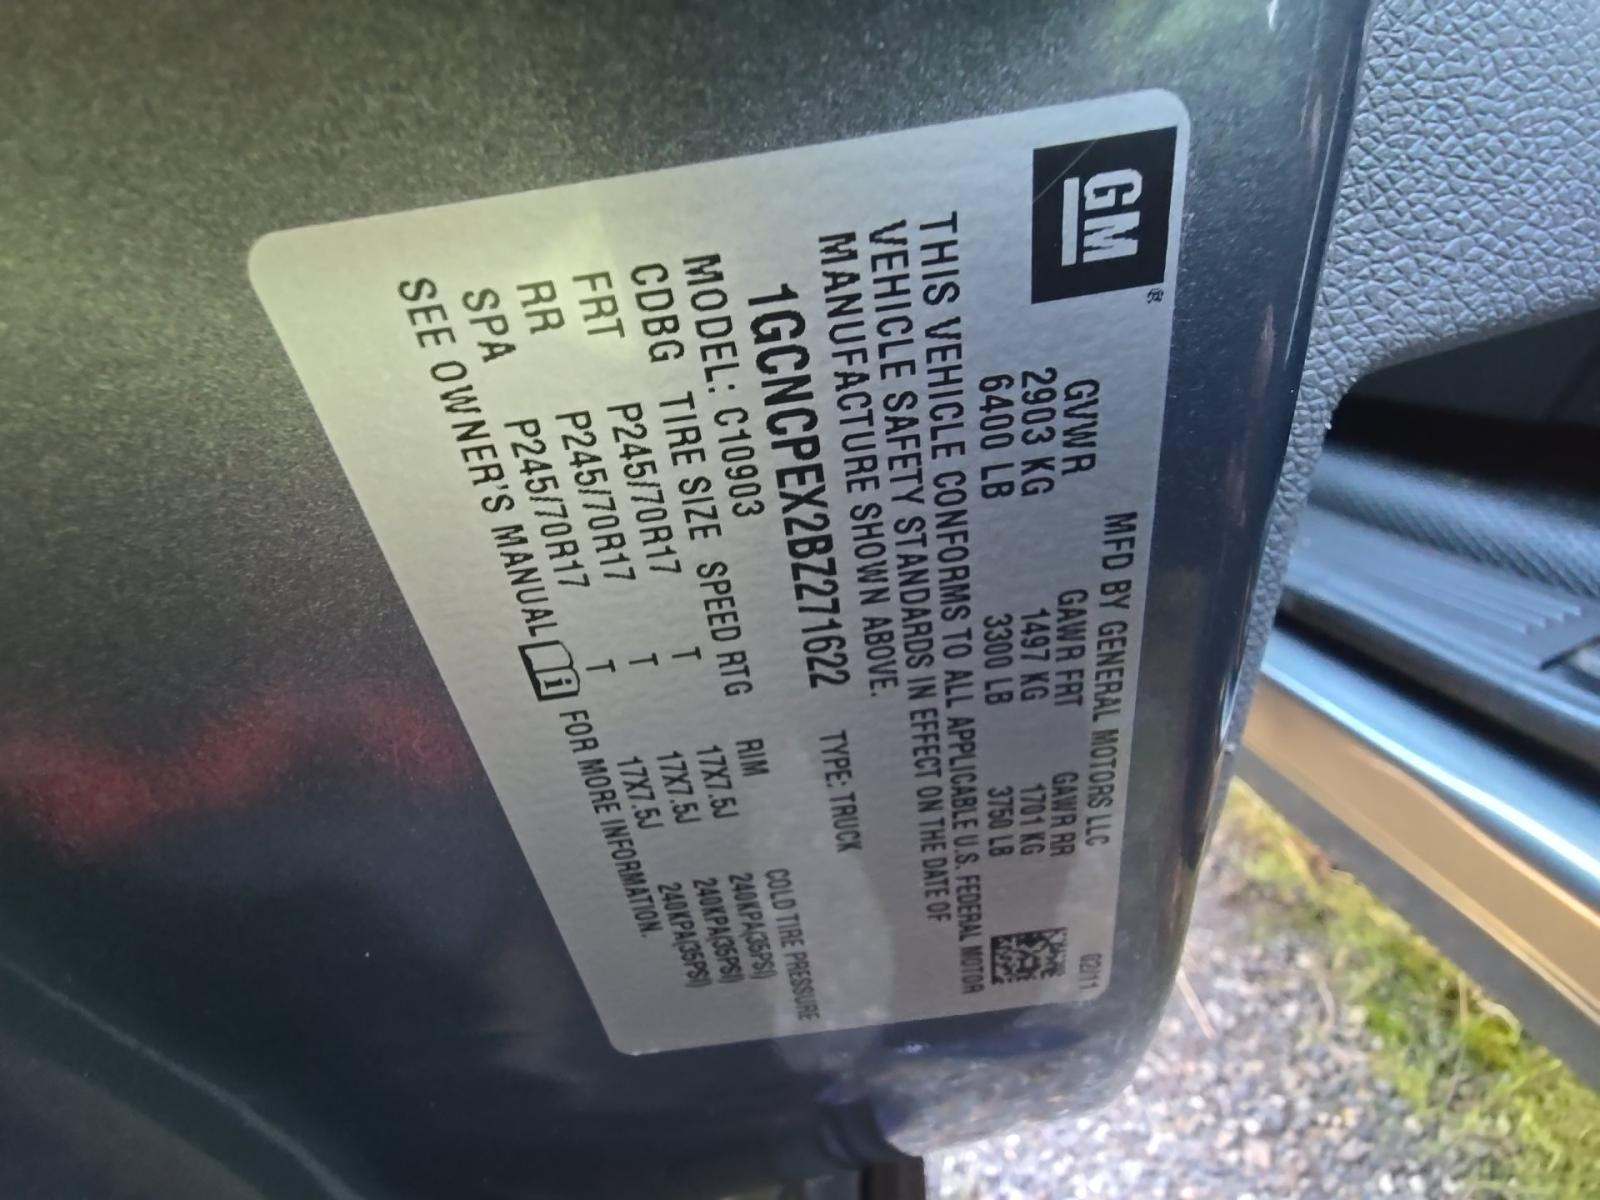 GM®
MFD BY GENERAL MOTORS LLC 02/11
GVWR GAWR FRT GAWR RR
2903 KG 1497 KG 1701 KG
6400 LB 3300 LB 3750 LB
THIS VEHICLE CONFORMS TO ALL APPLICABLE U.S. FEDERAL MOTOR
VEHICLE SAFETY STANDARDS IN EFFECT ON THE DATE OF
MANUFACTURE SHOWN ABOVE.
1GCNCPEX2BZ271622 TYPE: TRUCK
MODEL: C10903
CDBG TIRE SIZE SPEED RTG RIM COLD TIRE PRESSURE
FRT P245/70R17 T 17X7.5J 240KPA(35PSI)
RR P245/70R17 T 17X7.5J 240KPA(35PSI)
SPA P245/70R17 T 17X7.5J 240KPA(35PSI)
SEE OWNER'S MANUAL i FOR MORE INFORMATION.